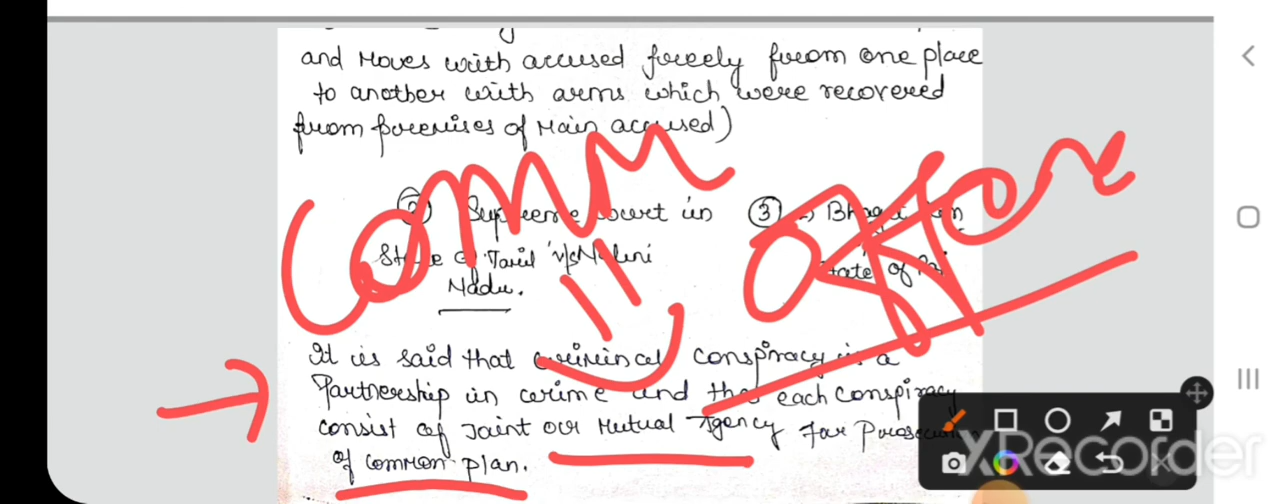 and Moves with accused freely from one place
to another with arms which were recovered
from premises of Main accused)
② Supreme Court in
State of Tamil v/s Nalini
Nadu.
③ Bhagat
State of
Comm
It is said that criminal conspiracy is a
Partnership in crime and that each conspiracy
consist of Joint or Mutual Agency for
of common plan.
XRecorder